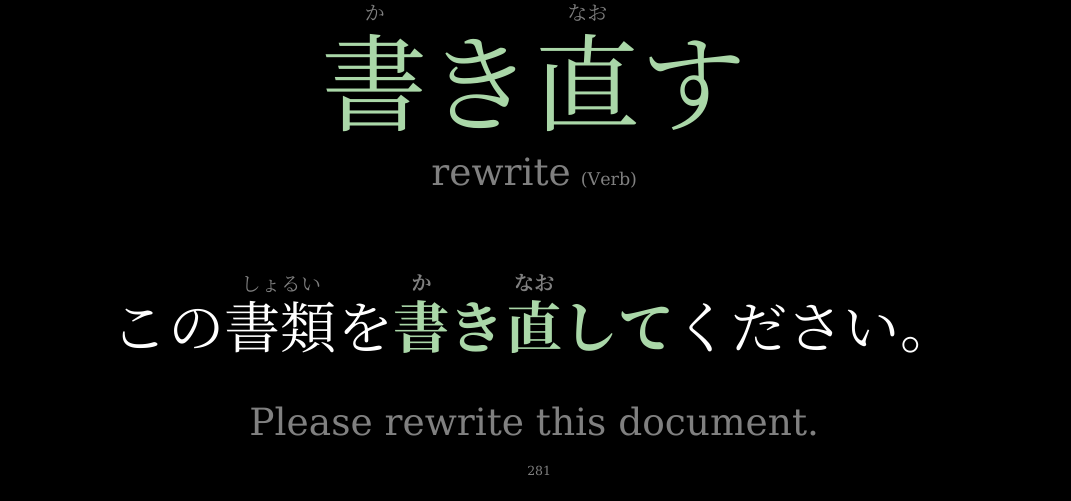 か なお
書き直す
rewrite (Verb)
しょるい か なお
この書類を書き直してください。
Please rewrite this document.
281